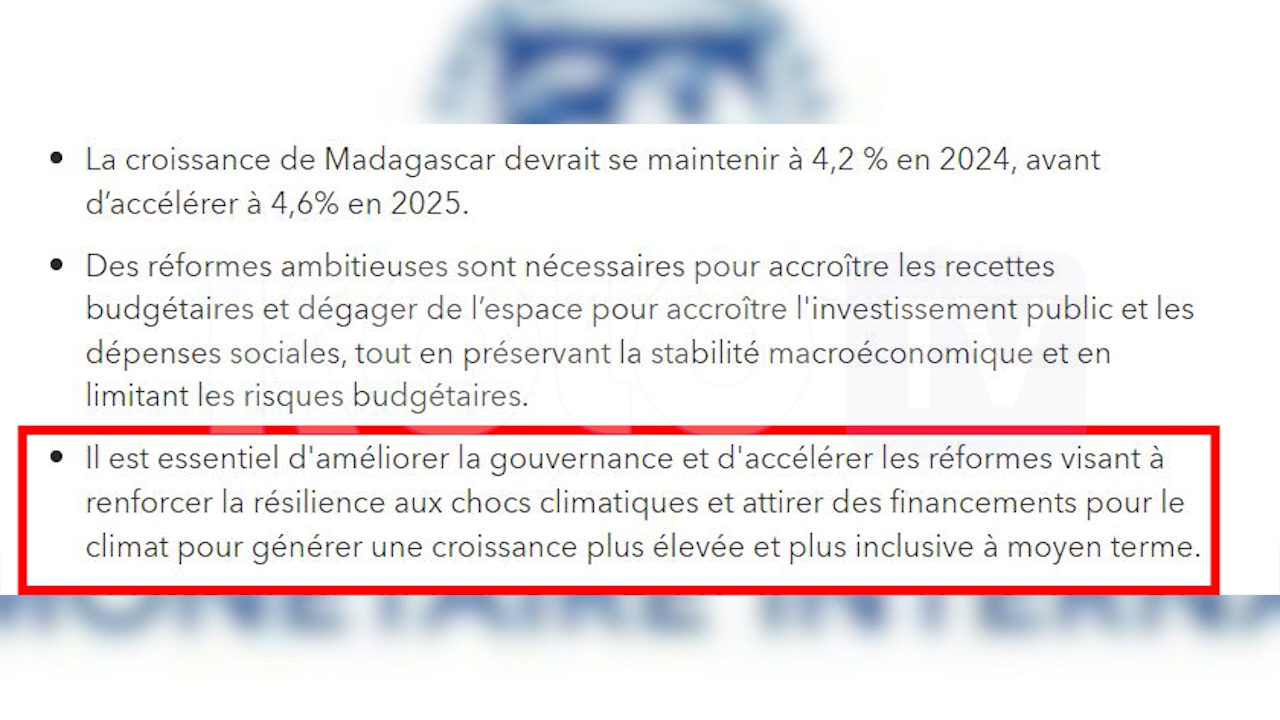 • La croissance de Madagascar devrait se maintenir à 4,2 % en 2024, avant
d’accélérer à 4,6% en 2025.
• Des réformes ambitieuses sont nécessaires pour accroître les recettes
budgétaires et dégager de l’espace pour accroître l'investissement public et les
dépenses sociales, tout en préservant la stabilité macroéconomique et en
limitant les risques budgétaires.
Kolo TV
• Il est essentiel d'améliorer la gouvernance et d'accélérer les réformes visant à
renforcer la résilience aux chocs climatiques et attirer des financements pour le
climat pour générer une croissance plus élevée et plus inclusive à moyen terme.
MONÉTAIRE INTERNA